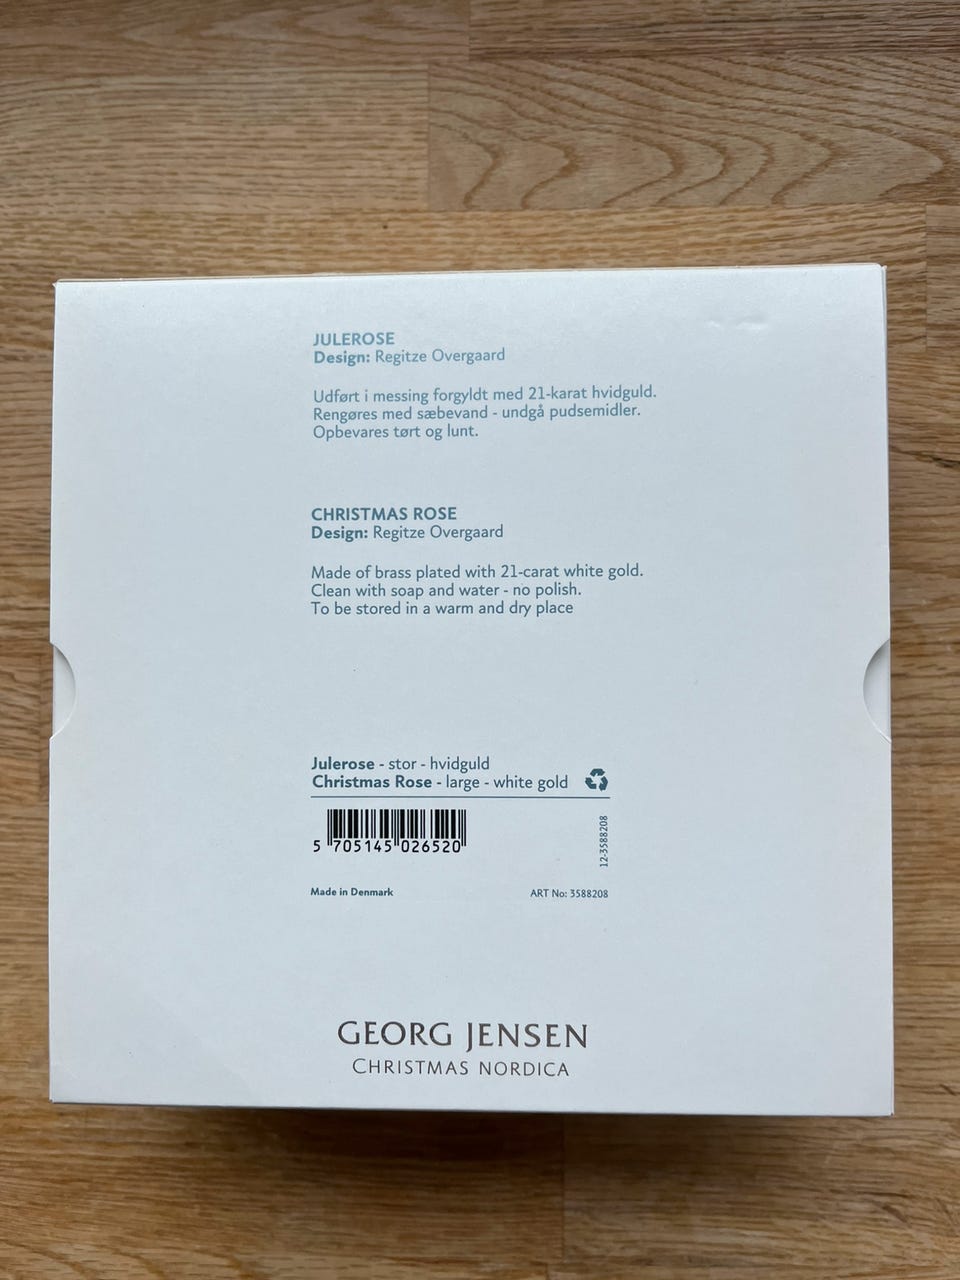 JULEROSE
Design: Regitze Overgaard
Udført i messing forgyldt med 21-karat hvidguld.
Rengøres med sæbevand - undgå pudsemidler.
Opbevares tørt og lunt.
CHRISTMAS ROSE
Design: Regitze Overgaard
Made of brass plated with 21-carat white gold.
Clean with soap and water - no polish.
To be stored in a warm and dry place
Julerose - stor - hvidguld
Christmas Rose - large - white gold
5 705145 026520
12-3588208
Made in Denmark
ART No: 3588208
GEORG JENSEN
CHRISTMAS NORDICA